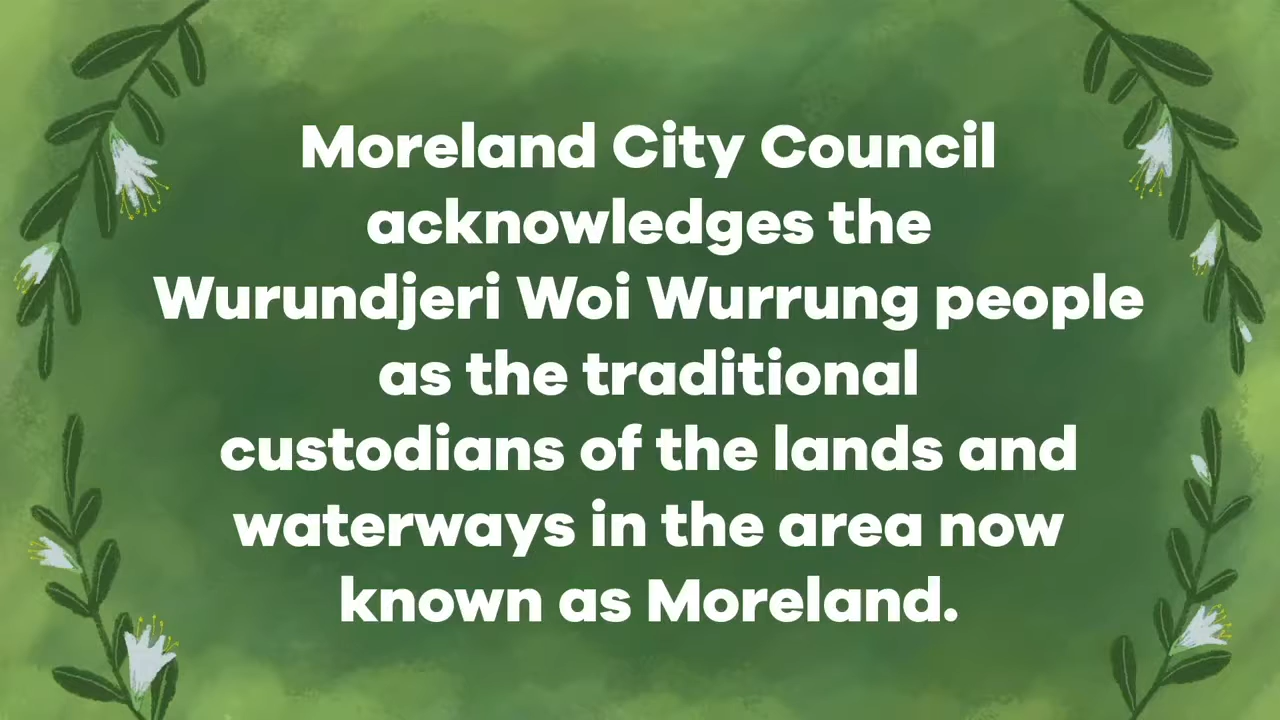 Moreland City Council
acknowledges the
Wurundjeri Woi Wurrung people
as the traditional
custodians of the lands and
waterways in the area now
known as Moreland.